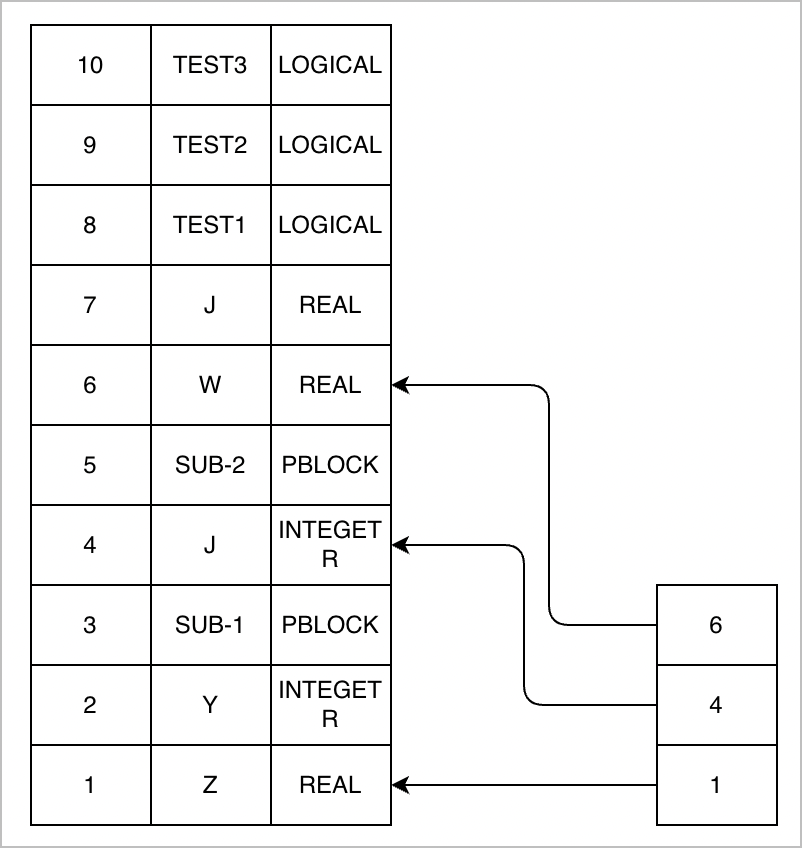 10 TEST3 LOGICAL
9 TEST2 LOGICAL
8 TEST1 LOGICAL
7 J REAL
6 W REAL
5 SUB-2 PBLOCK
4 J INTEGET
R
3 SUB-1 PBLOCK
2 Y INTEGET
R
1 Z REAL
6
4
1